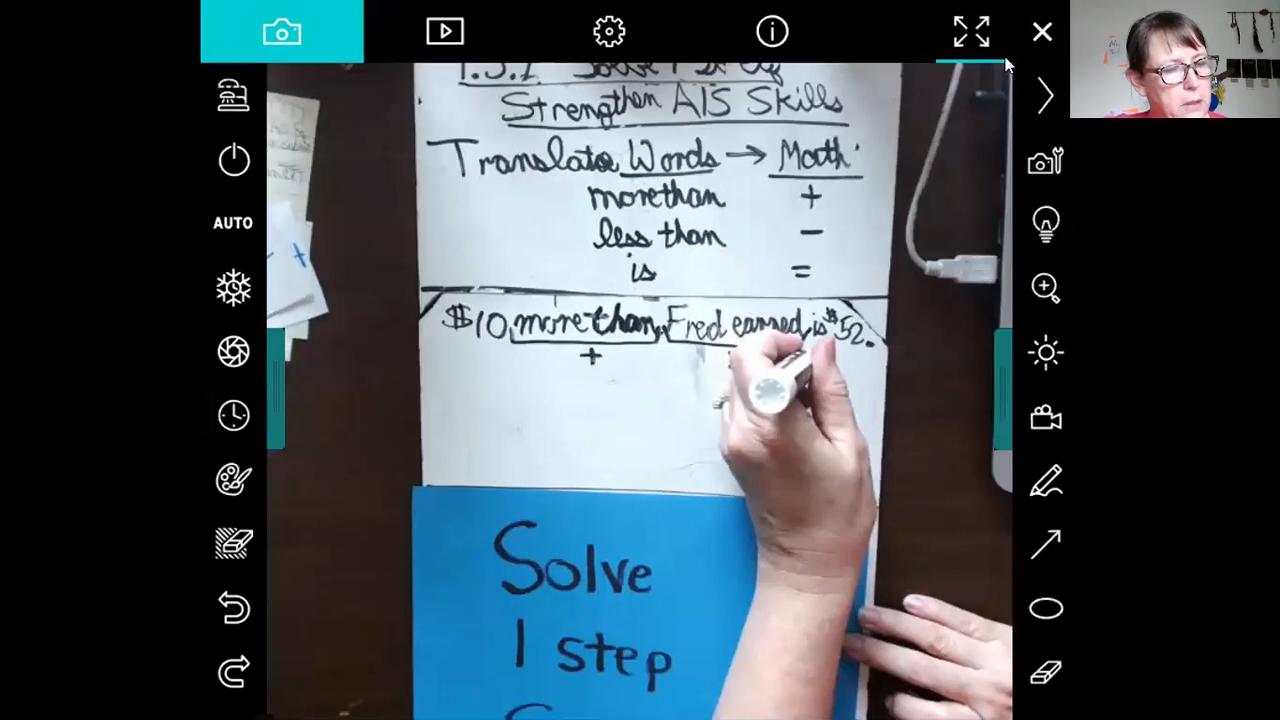 AUTO
Strengthen AIS Skills
Translate Words → Math
more than +
less than -
is =
$10 more than Fred earned is $52.
+
Solve
1 step